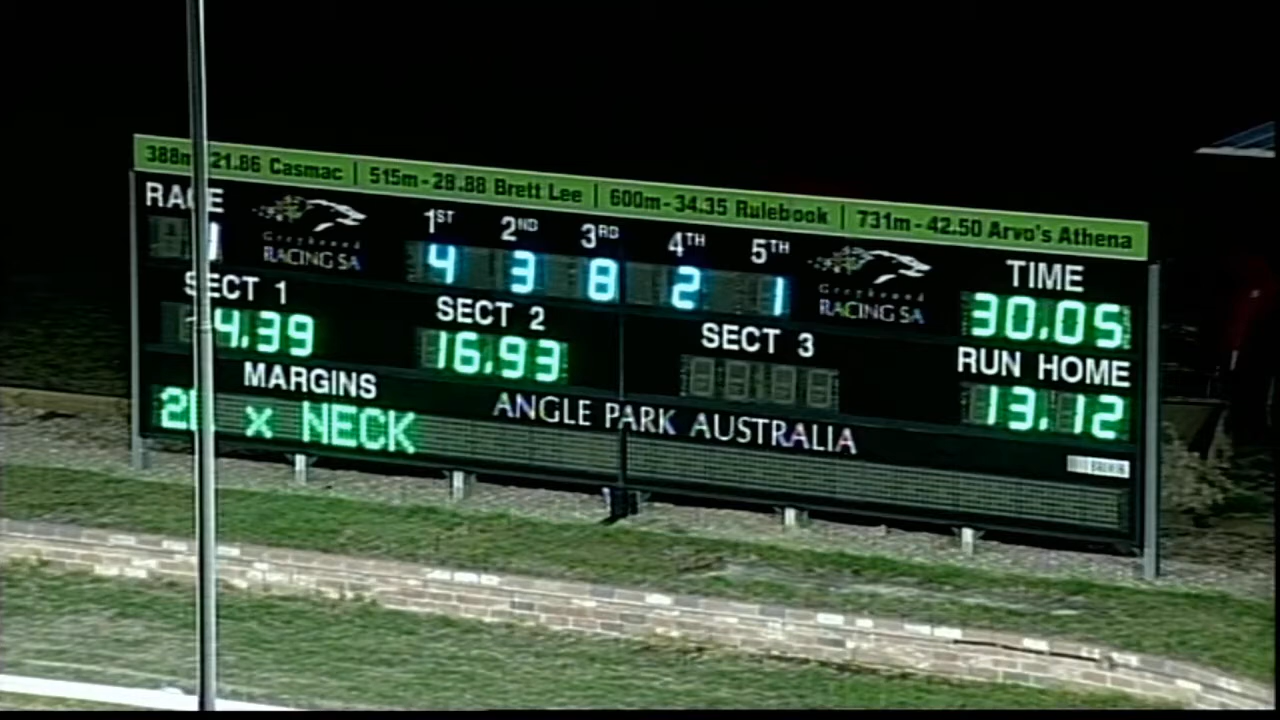 388m-21.86 Casmac | 515m-28.88 Brett Lee | 600m-34.35 Rulebook | 731m-42.50 Arvo's Athena
RACE 1ST 2ND 3RD 4TH 5TH TIME
1 Greyhound RACING SA 4 3 8 2 1 Greyhound RACING SA 30.05
SECT 1 SECT 2 SECT 3 RUN HOME
4.39 16.93 13.12
MARGINS ANGLE PARK AUSTRALIA
x NECK